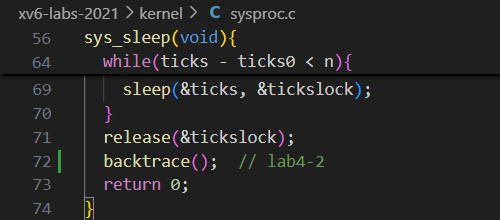 xv6-labs-2021 > kernel > C sysproc.c
56 sys_sleep(void){
64 while(ticks - ticks0 < n){
69 sleep(&ticks, &tickslock);
70 }
71 release(&tickslock);
72 backtrace();  // lab4-2
73 return 0;
74 }